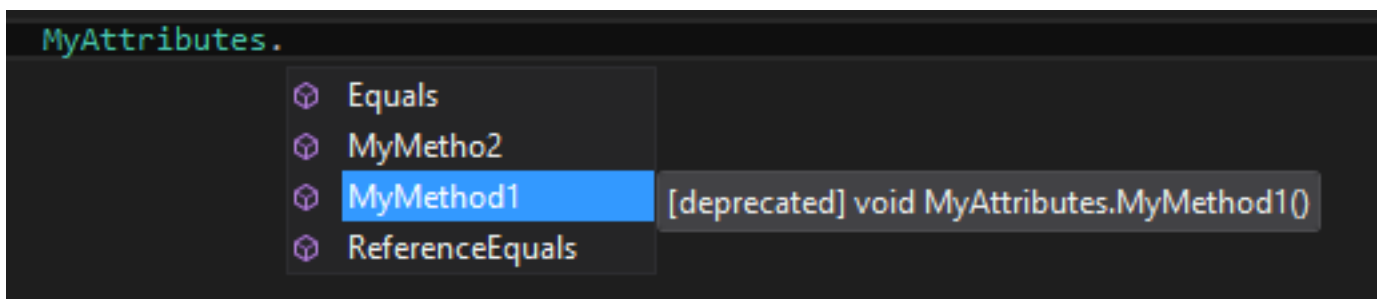 MyAttributes.
Equals
MyMetho2
MyMethod1
[deprecated] void MyAttributes.MyMethod1()
ReferenceEquals